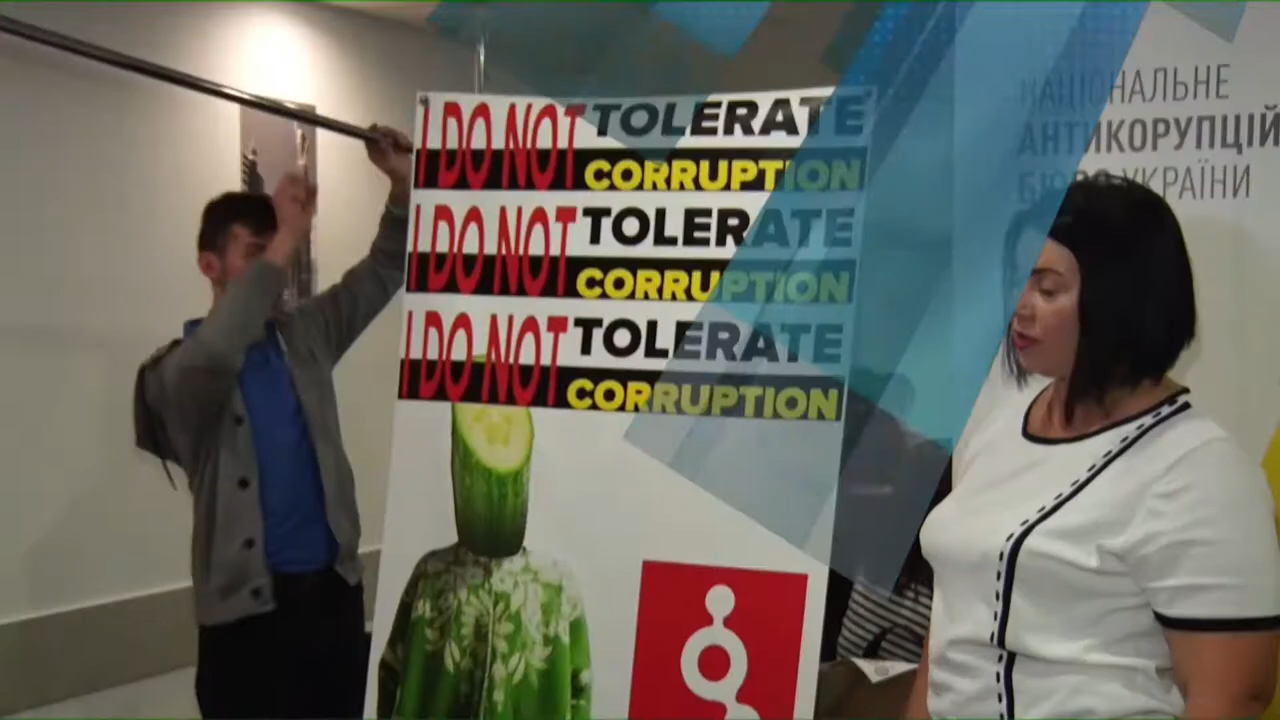 I DO NOT TOLERATE
CORRUPTION
I DO NOT TOLERATE
CORRUPTION
I DO NOT TOLERATE
CORRUPTION
НАЦІОНАЛЬНЕ
АНТИКОРУПЦІЙ
БЮРО УКРАЇНИ